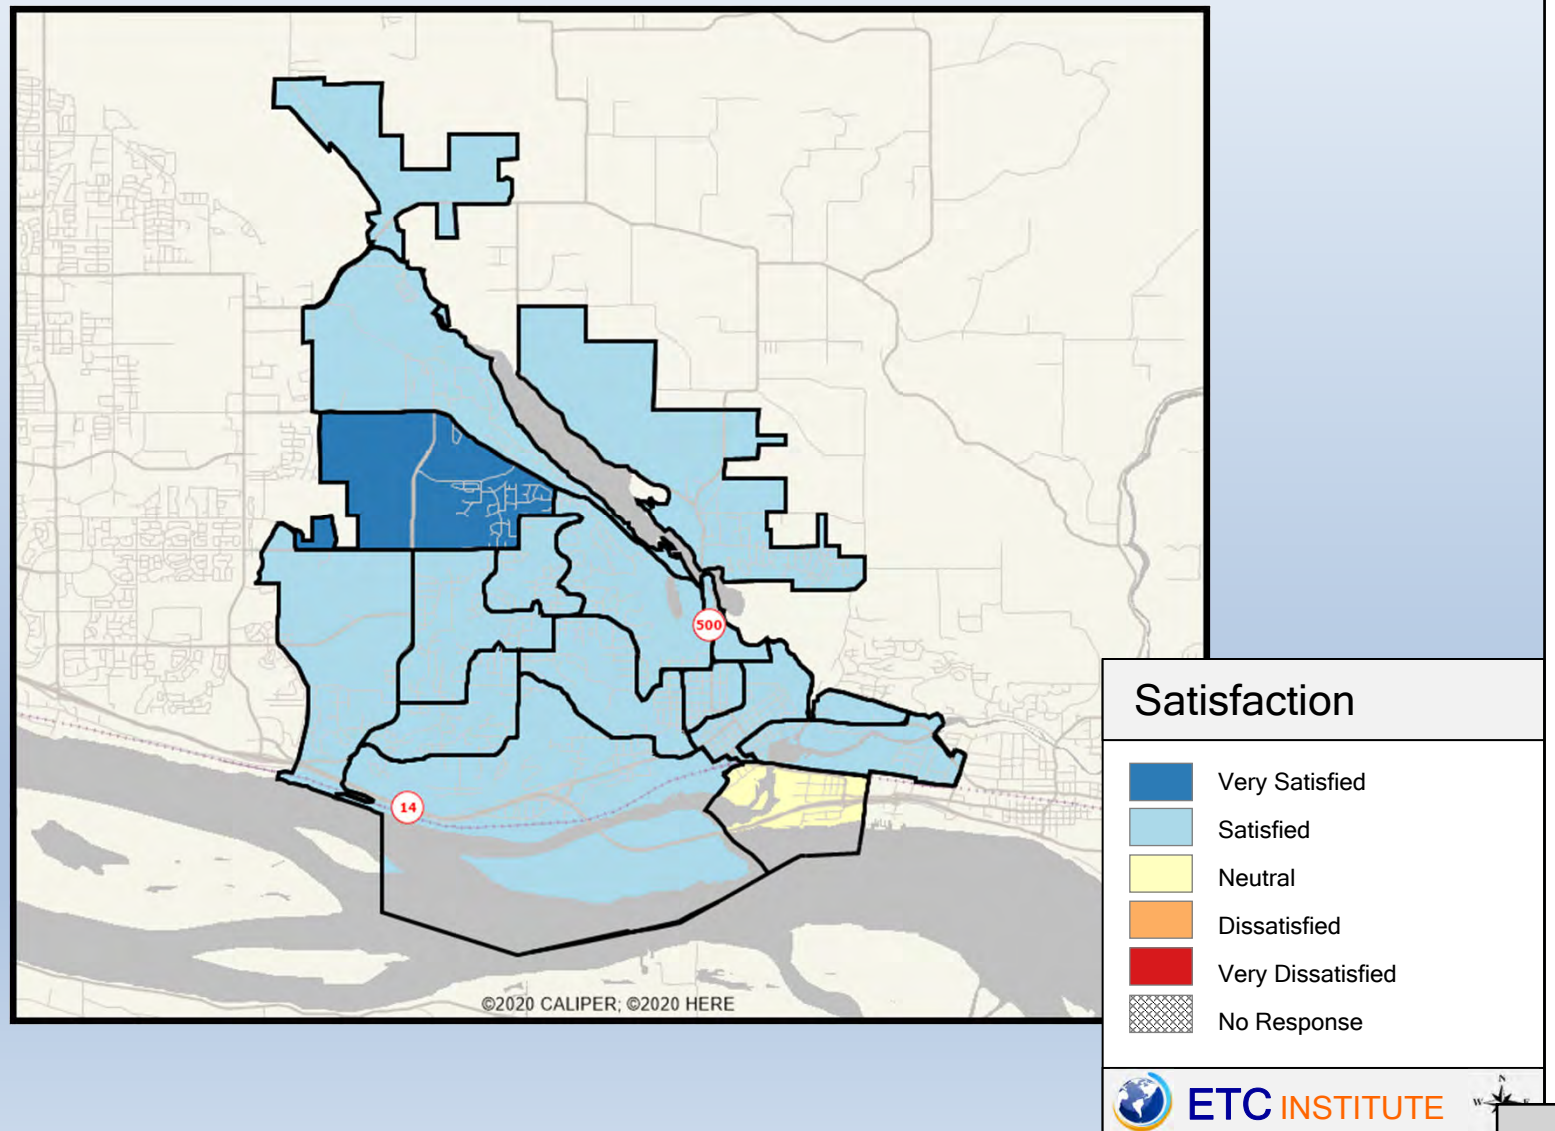 500
14
©2020 CALIPER; ©2020 HERE
Satisfaction
Very Satisfied
Satisfied
Neutral
Dissatisfied
Very Dissatisfied
No Response
ETC INSTITUTE
N
W
E